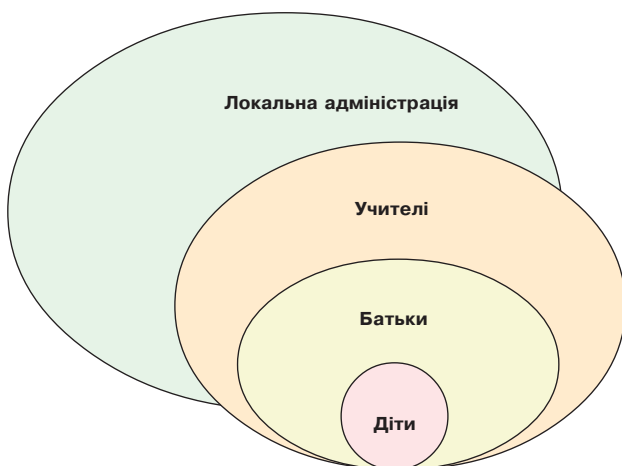 Локальна адміністрація
Учителі
Батьки
Діти